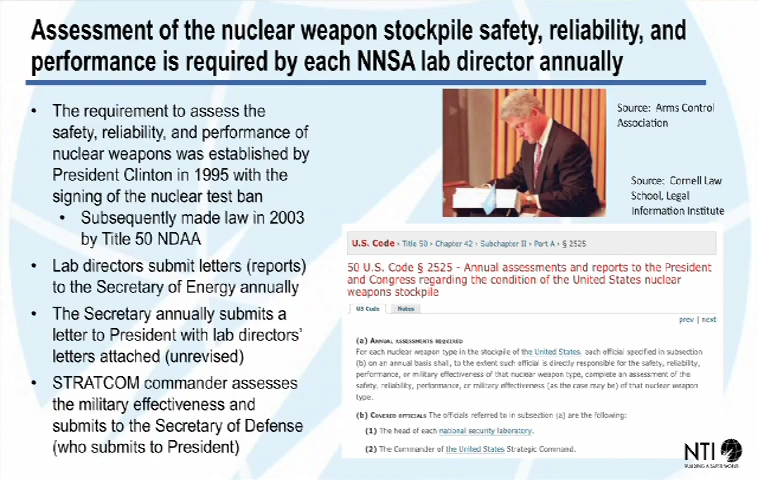 Assessment of the nuclear weapon stockpile safety, reliability, and
performance is required by each NNSA lab director annually
• The requirement to assess the
safety, reliability, and performance of
nuclear weapons was established by
President Clinton in 1995 with the
signing of the nuclear test ban
• Subsequently made law in 2003
by Title 50 NDAA
• Lab directors submit letters (reports)
to the Secretary of Energy annually
• The Secretary annually submits a
letter to President with lab directors'
letters attached (unrevised)
• STRATCOM commander assesses
the military effectiveness and
submits to the Secretary of Defense
(who submits to President)
Source: Arms Control
Association
Source: Cornell Law
School, Legal
Information Institute
U.S. Code › Title 50 › Chapter 42 › Subchapter II › Part A › § 2525
50 U.S. Code § 2525 - Annual assessments and reports to the President
and Congress regarding the condition of the United States nuclear
weapons stockpile
US Code Notes
prev | next
(a) ANNUAL ASSESSMENTS REQUIRED
For each nuclear weapon type in the stockpile of the United States, each official specified in subsection
(b) on an annual basis shall, to the extent such official is directly responsible for the safety, reliability,
performance, or military effectiveness of that nuclear weapon type, complete an assessment of the
safety, reliability, performance, or military effectiveness (as the case may be) of that nuclear weapon
type.
(b) COVERED OFFICIALS The officials referred to in subsection (a) are the following:
(1) The head of each national security laboratory.
(2) The Commander of the United States Strategic Command.
NTI
BUILDING A SAFER WORLD